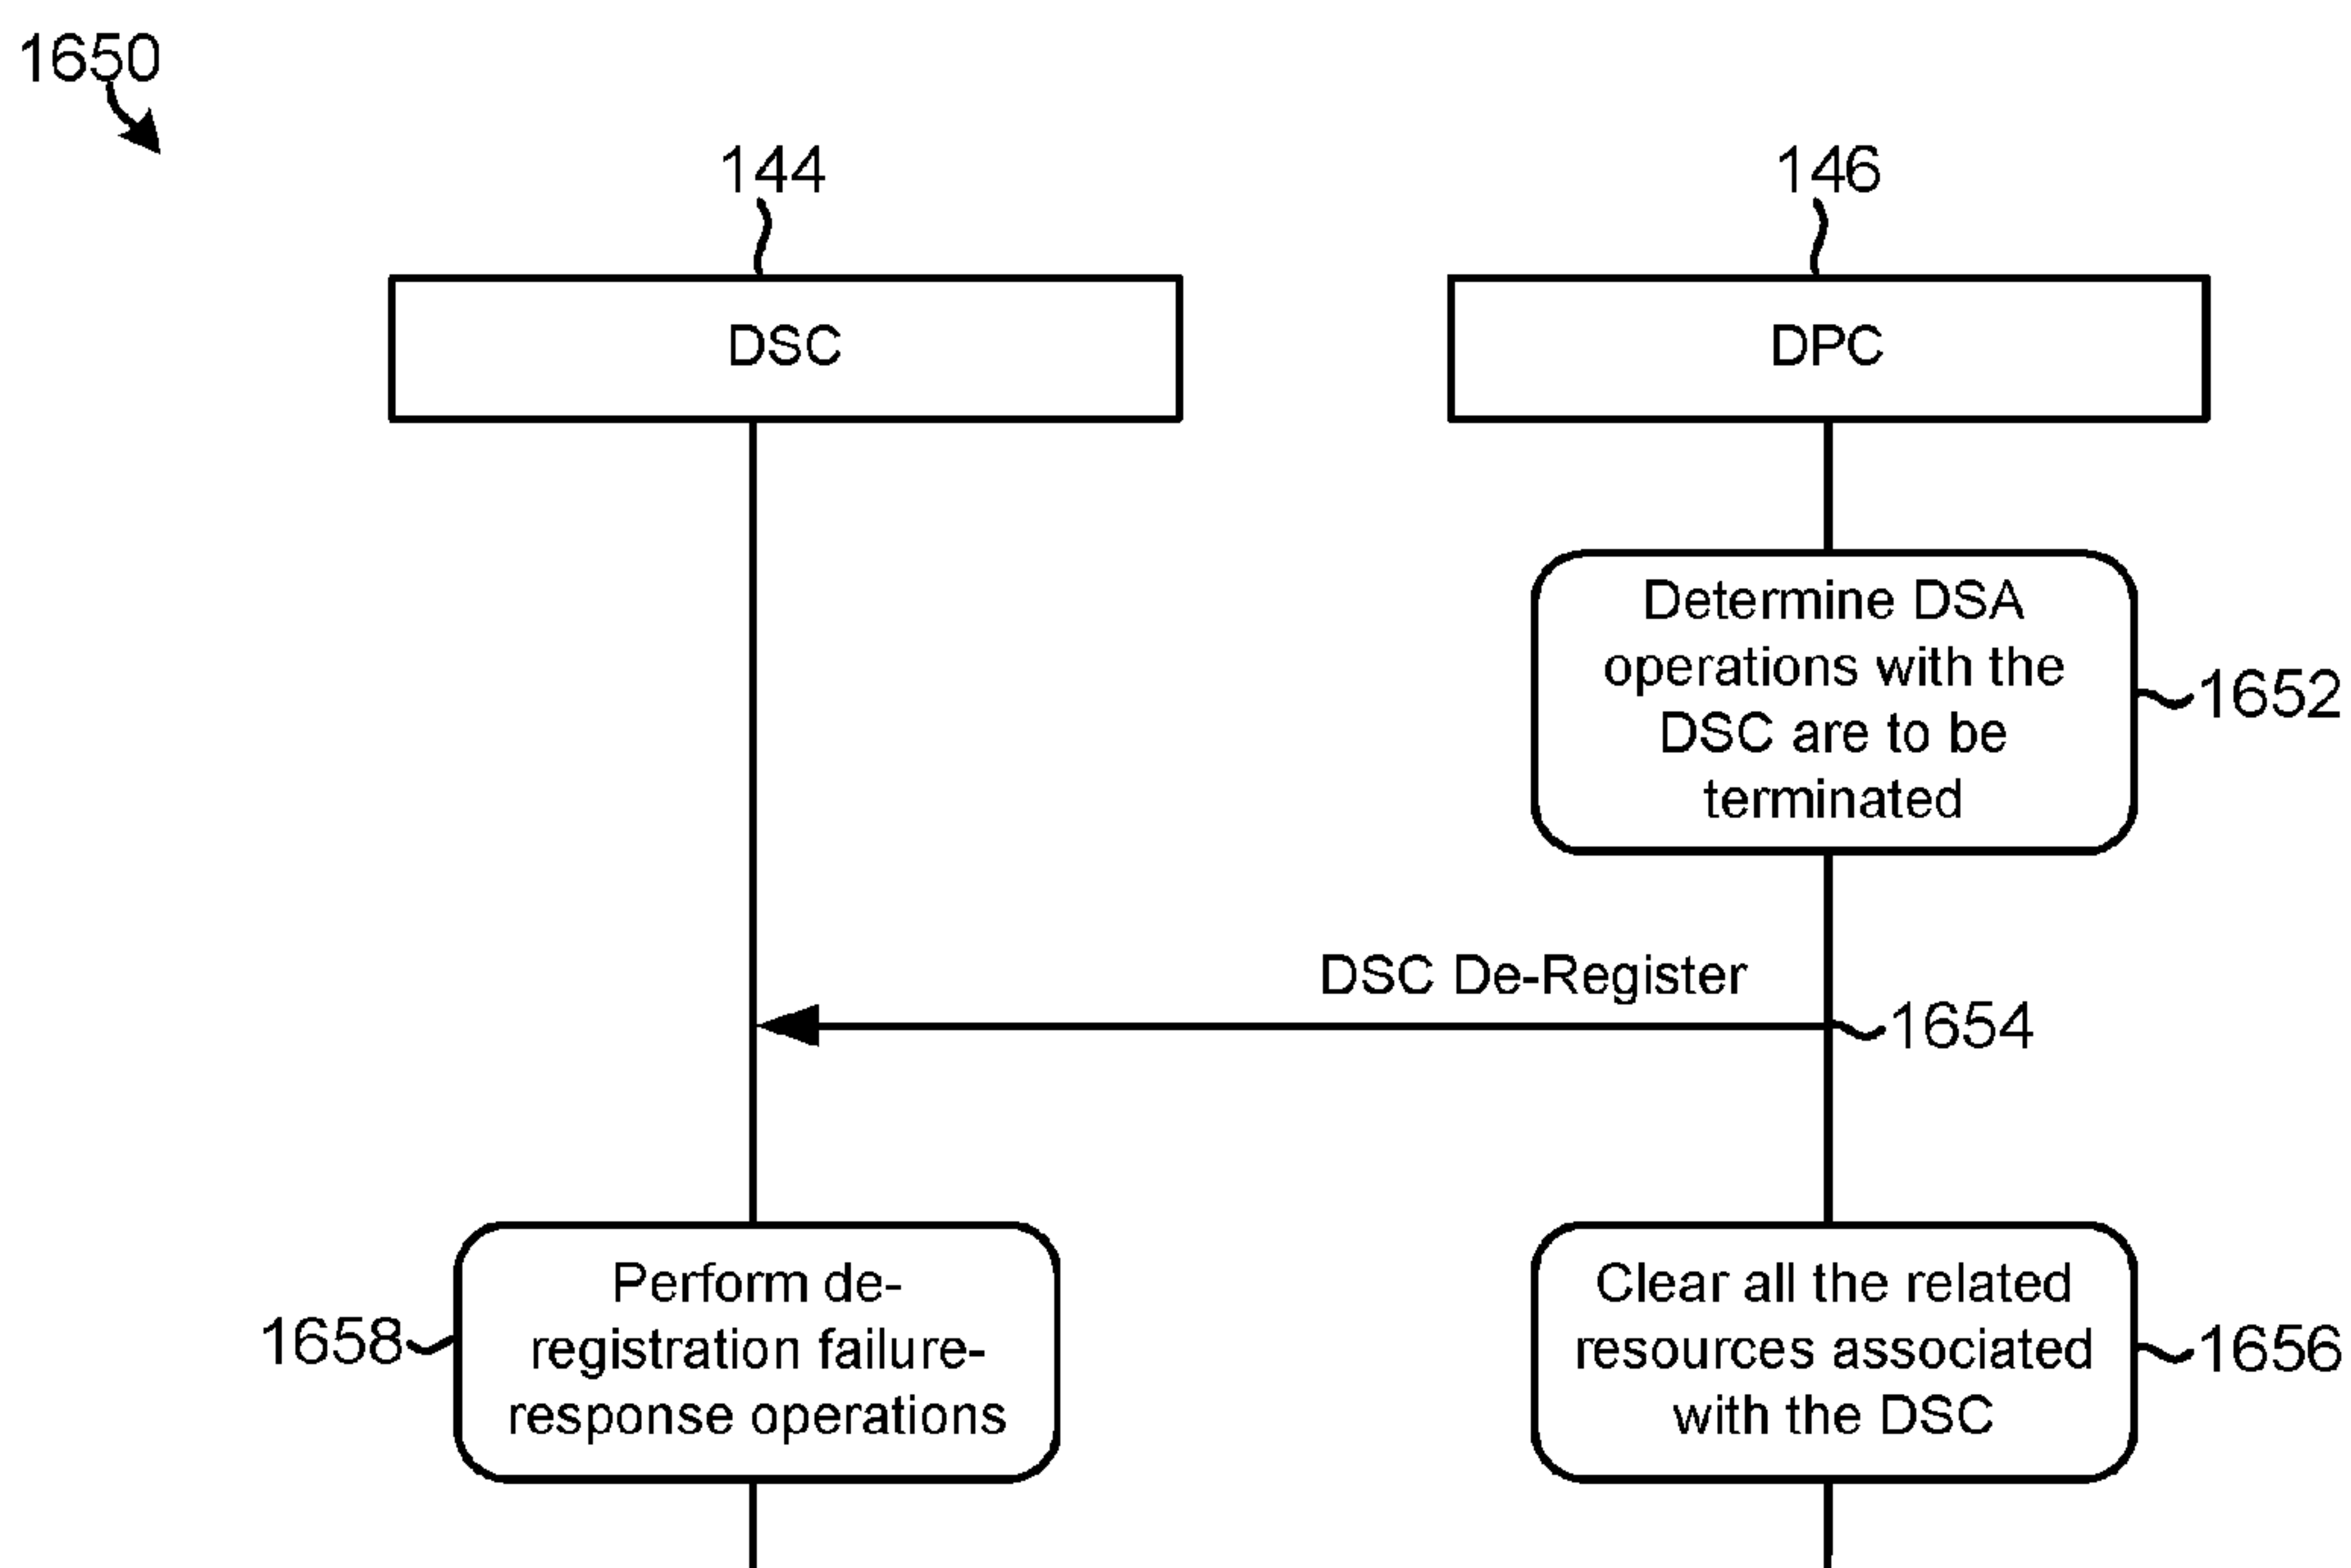 1650
144
146
DSC
DPC
Determine DSA
operations with the
DSC are to be
terminated
1652
DSC De-Register
1654
Perform de-
registration failure-
response operations
1658
Clear all the related
resources associated
with the DSC
1656